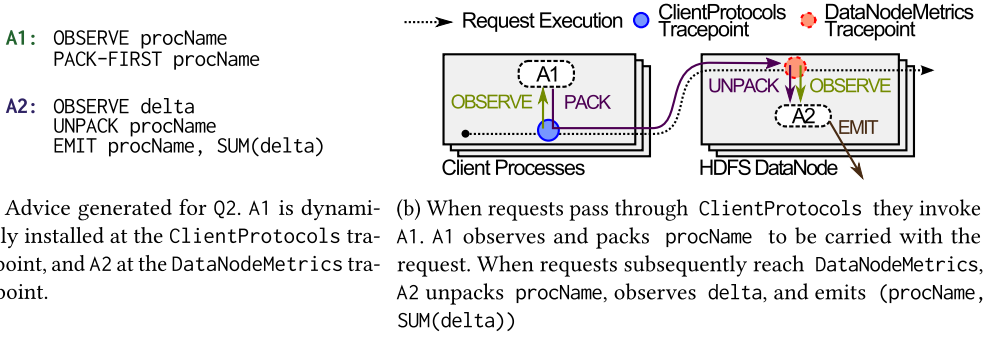 A1: OBSERVE procName
PACK-FIRST procName
A2: OBSERVE delta
UNPACK procName
EMIT procName, SUM(delta)
Advice generated for Q2. A1 is dynami-
ly installed at the ClientProtocols tra-
point, and A2 at the DataNodeMetrics tra-
point.
Request Execution
ClientProtocols
Tracepoint
DataNodeMetrics
Tracepoint
A1
OBSERVE
PACK
Client Processes
UNPACK
OBSERVE
A2
EMIT
HDFS DataNode
(b) When requests pass through ClientProtocols they invoke
A1. A1 observes and packs procName to be carried with the
request. When requests subsequently reach DataNodeMetrics,
A2 unpacks procName, observes delta, and emits (procName,
SUM(delta))